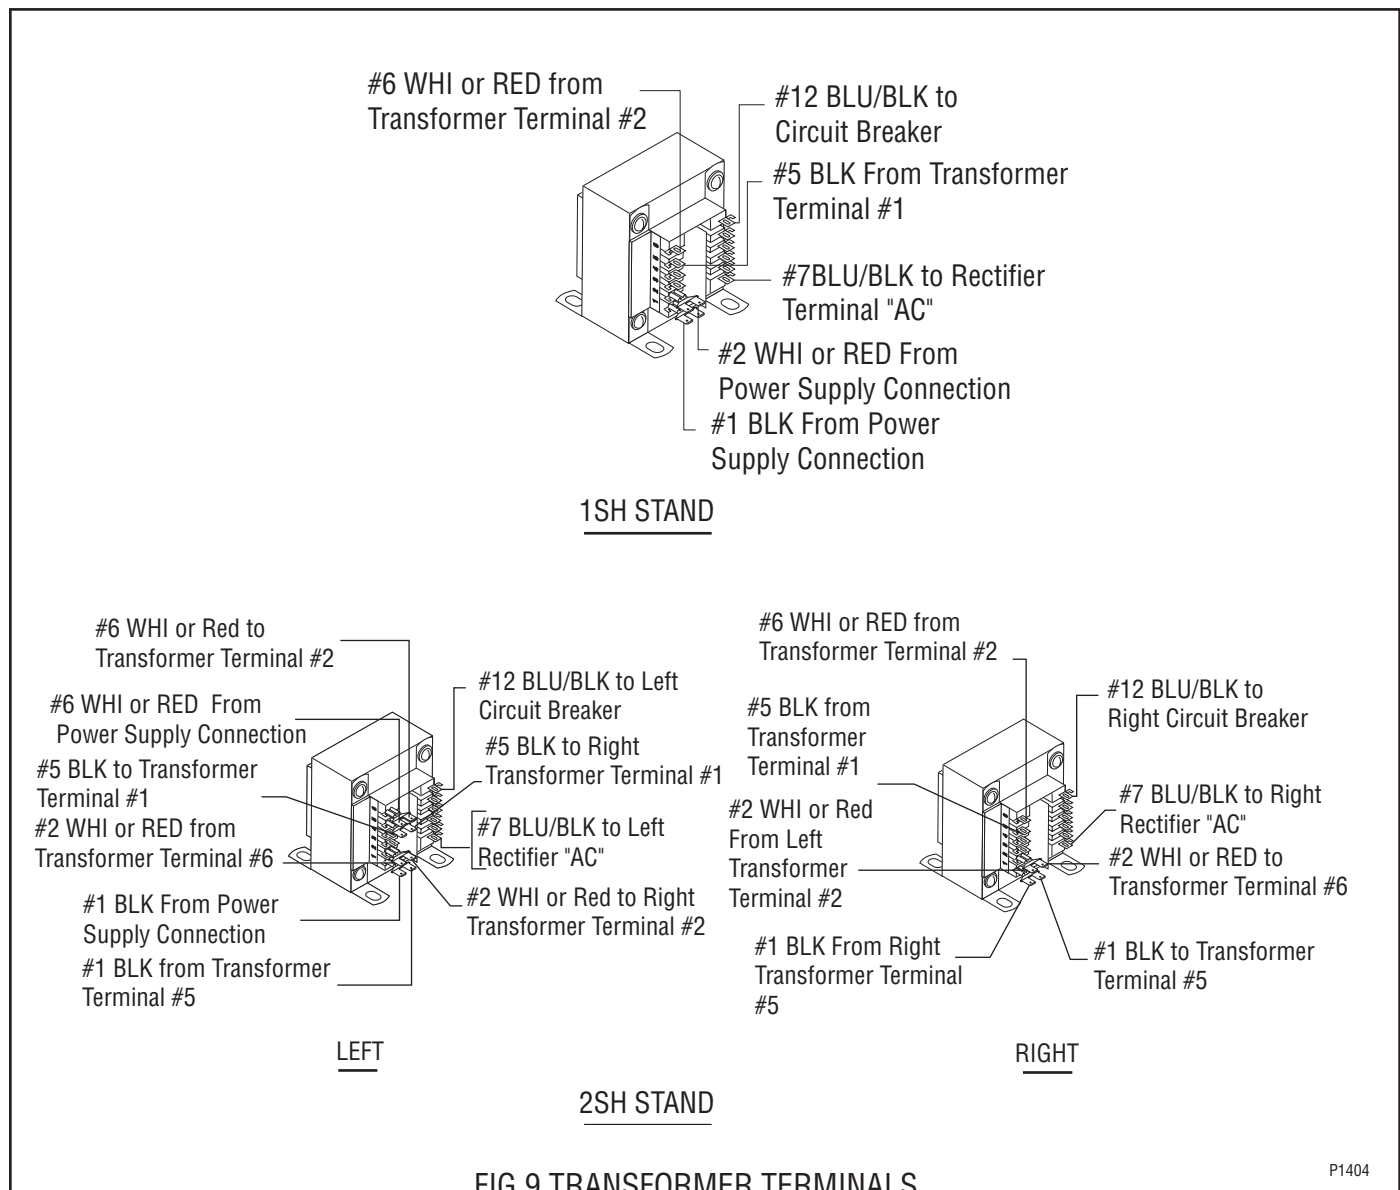 #6 WHI or RED from
Transformer Terminal #2
#12 BLU/BLK to
Circuit Breaker
#5 BLK From Transformer
Terminal #1
#7BLU/BLK to Rectifier
Terminal "AC"
#2 WHI or RED From
Power Supply Connection
#1 BLK From Power
Supply Connection
1SH STAND
#6 WHI or Red to
Transformer Terminal #2
#6 WHI or RED From
Power Supply Connection
#5 BLK to Transformer
Terminal #1
#2 WHI or RED from
Transformer Terminal #6
#1 BLK From Power
Supply Connection
#1 BLK from Transformer
Terminal #5
#12 BLU/BLK to Left
Circuit Breaker
#5 BLK to Right
Transformer Terminal #1
#7 BLU/BLK to Left
Rectifier "AC"
#2 WHI or Red to Right
Transformer Terminal #2
LEFT
#6 WHI or RED from
Transformer Terminal #2
#5 BLK from
Transformer
Terminal #1
#2 WHI or Red
From Left
Transformer
Terminal #2
#1 BLK From Right
Transformer Terminal
#5
#12 BLU/BLK to
Right Circuit Breaker
#7 BLU/BLK to Right
Rectifier "AC"
#2 WHI or RED to
Transformer Terminal #6
#1 BLK to Transformer
Terminal #5
RIGHT
2SH STAND
FIG 9 TRANSFORMER TERMINALS
P1404